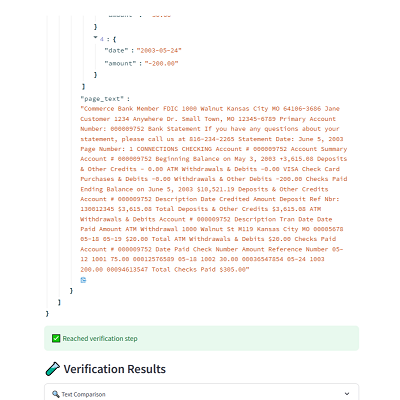 }
4 : {
"date" : "2003-05-24"
"amount" : "-200.00"
}
]
"page_text" :
"Commerce Bank Member FDIC 1000 Walnut Kansas City MO 64106-3686 Jane
Customer 1234 Anywhere Dr. Small Town, MO 12345-6789 Primary Account
Number: 000009752 Bank Statement If you have any questions about your
statement, please call us at 816-234-2265 Statement Date: June 5, 2003
Page Number: 1 CONNECTIONS CHECKING Account # 000009752 Account Summary
Account # 000009752 Beginning Balance on May 3, 2003 +3,615.08 Deposits
& Other Credits - 0.00 ATM Withdrawals & Debits -0.00 VISA Check Card
Purchases & Debits -0.00 Withdrawals & Other Debits -200.00 Checks Paid
Ending Balance on June 5, 2003 $10,521.19 Deposits & Other Credits
Account # 000009752 Description Date Credited Amount Deposit Ref Nbr:
130012345 $3,615.08 Total Deposits & Other Credits $3,615.08 ATM
Withdrawals & Debits Account # 000009752 Description Tran Date Date
Paid Amount ATM Withdrawal 1000 Walnut St M119 Kansas City MO 00005678
05-18 05-19 $20.00 Total ATM Withdrawals & Debits $20.00 Checks Paid
Account # 000009752 Date Paid Check Number Amount Reference Number 05-
12 1001 75.00 00012576589 05-18 1002 30.00 00036547854 05-24 1003
200.00 00094613547 Total Checks Paid $305.00"
}
]
}
Reached verification step
Verification Results
Text Comparison